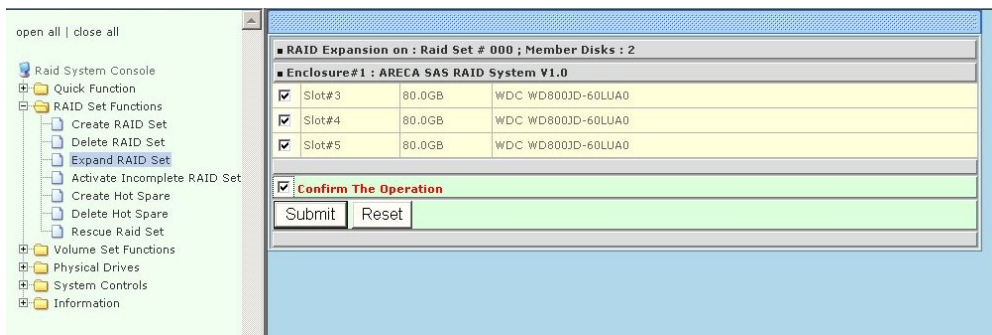 open all | close all
Raid System Console
Quick Function
RAID Set Functions
Create RAID Set
Delete RAID Set
Expand RAID Set
Activate Incomplete RAID Set
Create Hot Spare
Delete Hot Spare
Rescue Raid Set
Volume Set Functions
Physical Drives
System Controls
Information
RAID Expansion on : Raid Set # 000 ; Member Disks : 2
Enclosure#1 : ARECA SAS RAID System V1.0
Slot#3 80.0GB WDC WD800JD-60LUA0
Slot#4 80.0GB WDC WD800JD-60LUA0
Slot#5 80.0GB WDC WD800JD-60LUA0
Confirm The Operation
Submit Reset